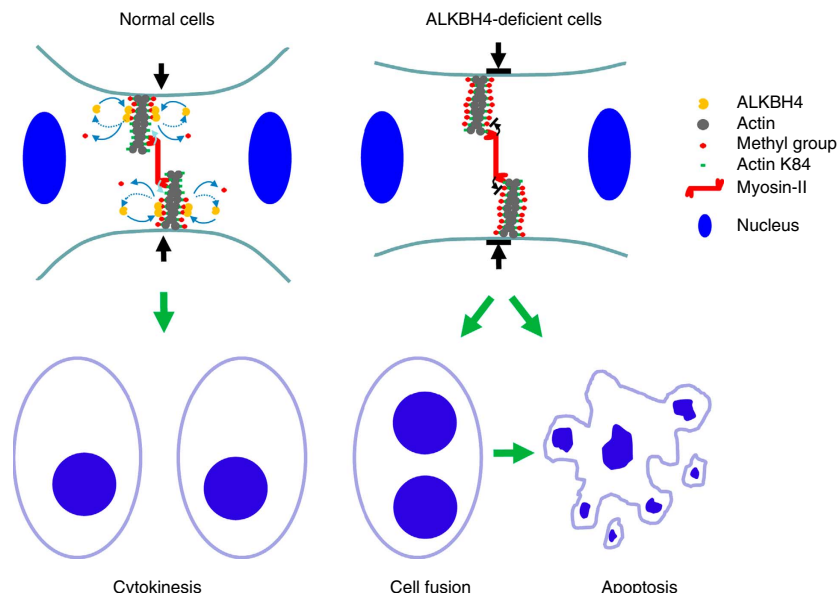 Normal cells
ALKBH4-deficient cells
ALKBH4
Actin
Methyl group
Actin K84
Myosin-II
Nucleus
Cytokinesis
Cell fusion
Apoptosis